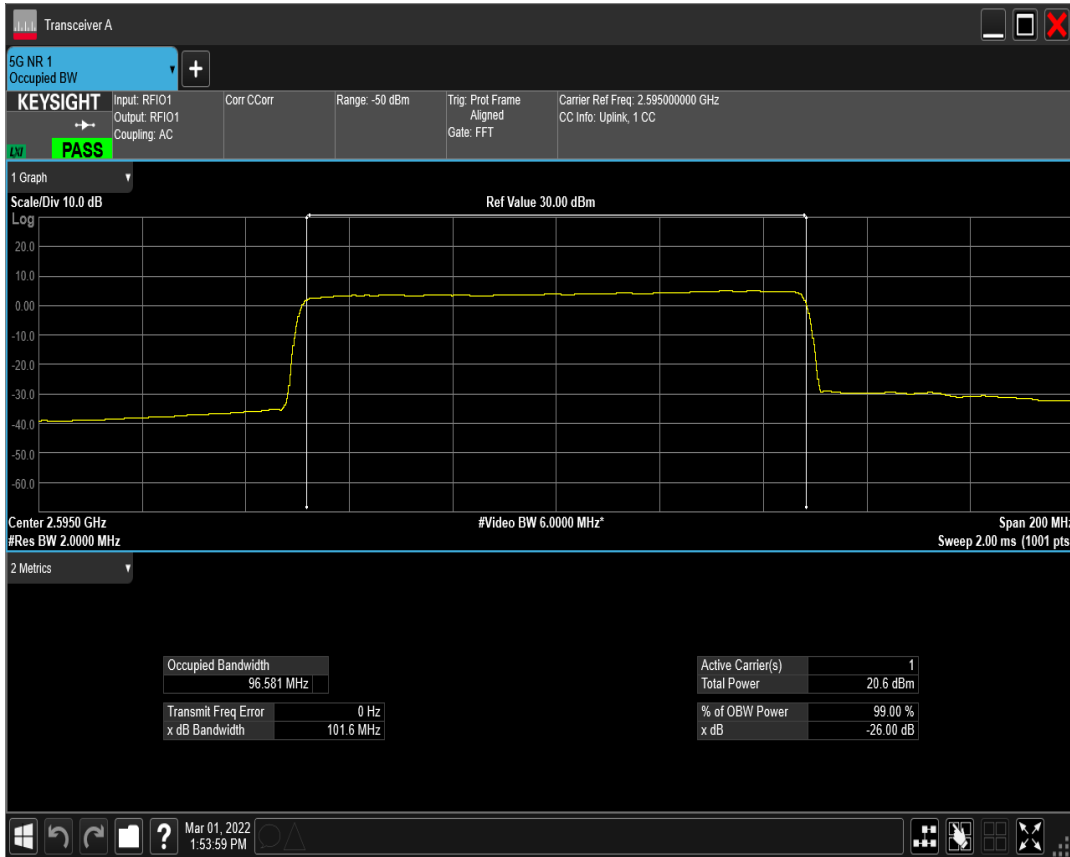 Transceiver A
5G NR 1
Occupied BW
+
KEYSIGHT
Input: RFIO1
Output: RFIO1
Coupling: AC
Corr CCorr
Range: -50 dBm
Trig: Prot Frame
Aligned
Gate: FFT
Carrier Ref Freq: 2.595000000 GHz
CC Info: Uplink, 1 CC
LXI
PASS
1 Graph
Scale/Div 10.0 dB
Ref Value 30.00 dBm
Log
20.0
10.0
0.00
-10.0
-20.0
-30.0
-40.0
-50.0
-60.0
Center 2.5950 GHz
#Video BW 6.0000 MHz*
Span 200 MHz
#Res BW 2.0000 MHz
Sweep 2.00 ms (1001 pts
2 Metrics
Occupied Bandwidth
96.581 MHz
Transmit Freq Error 0 Hz
x dB Bandwidth 101.6 MHz
Active Carrier(s) 1
Total Power 20.6 dBm
% of OBW Power 99.00 %
x dB -26.00 dB
?
Mar 01, 2022
1:53:59 PM